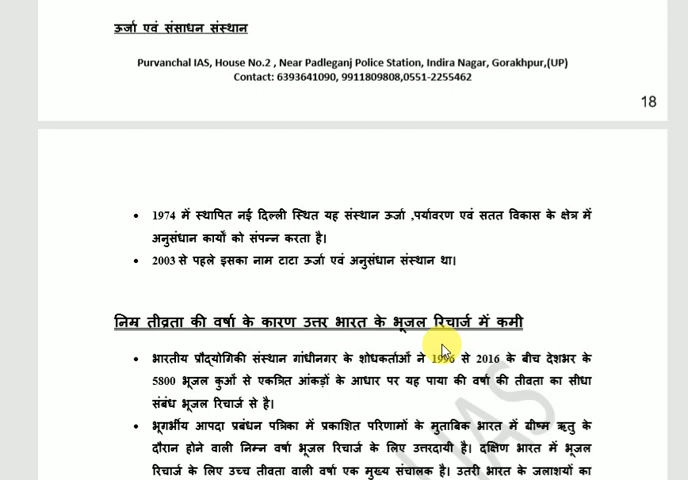 ऊर्जा एवं संसाधन संस्थान
Purvanchal IAS, House No.2 , Near Padleganj Police Station, Indira Nagar, Gorakhpur,(UP)
Contact: 6393641090, 9911809808,0551-2255462
18
• 1974 में स्थापित नई दिल्ली स्थित यह संस्थान ऊर्जा ,पर्यावरण एवं सतत विकास के क्षेत्र में
अनुसंधान कार्यों को संपन्न करता है।
• 2003 से पहले इसका नाम टाटा ऊर्जा एवं अनुसंधान संस्थान था।
निम्न तीव्रता की वर्षा के कारण उत्तर भारत के भूजल रिचार्ज में कमी
• भारतीय प्रौद्योगिकी संस्थान गांधीनगर के शोधकर्ताओं ने 1996 से 2016 के बीच देशभर के
5800 भूजल कुओं से एकत्रित आंकड़ों के आधार पर यह पाया की वर्षा की तीवता का सीधा
संबंध भूजल रिचार्ज से है।
• भूगर्भीय आपदा प्रबंधन पत्रिका में प्रकाशित परिणामों के मुताबिक भारत में ग्रीष्म ऋतु के
दौरान होने वाली निम्न वर्षा भूजल रिचार्ज के लिए उत्तरदायी है। दक्षिण भारत में भूजल
रिचार्ज के लिए उच्च तीवता वाली वर्षा एक मुख्य संचालक है। उतरी भारत के जलाशयों का
IAS